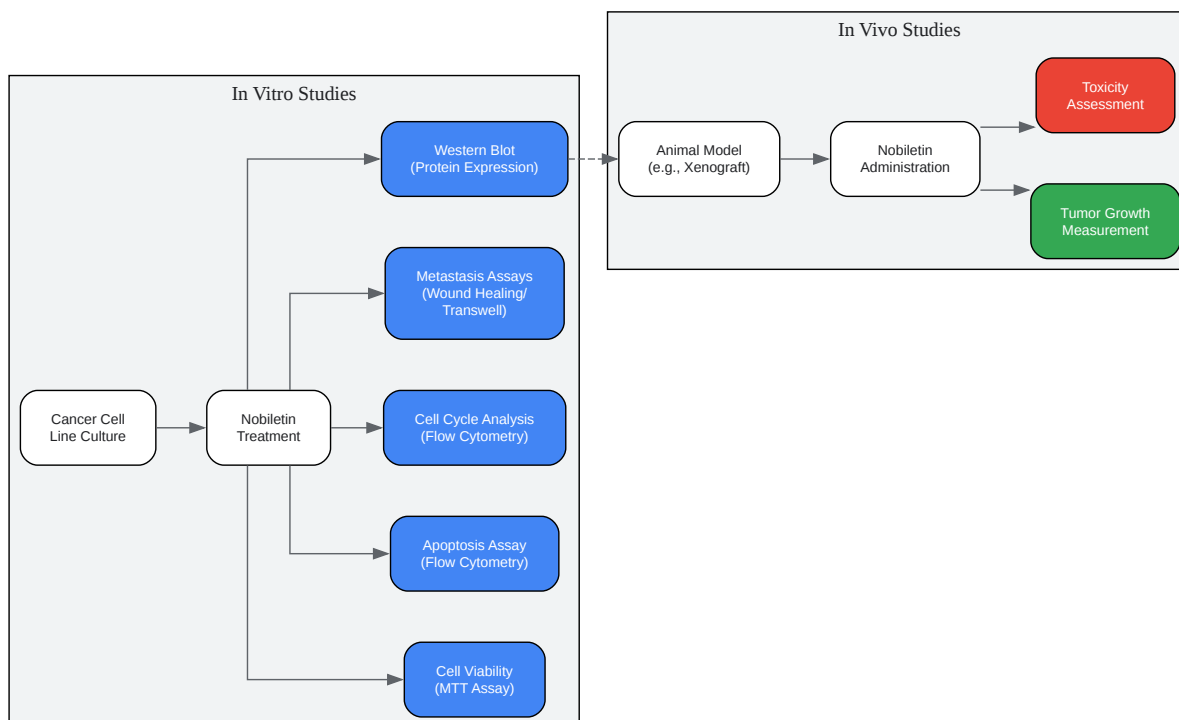 In Vitro Studies
Cancer Cell
Line Culture
Nobiletin
Treatment
Western Blot
(Protein Expression)
Metastasis Assays
(Wound Healing/
Transwell)
Cell Cycle Analysis
(Flow Cytometry)
Apoptosis Assay
(Flow Cytometry)
Cell Viability
(MTT Assay)
In Vivo Studies
Animal Model
(e.g., Xenograft)
Nobiletin
Administration
Toxicity
Assessment
Tumor Growth
Measurement